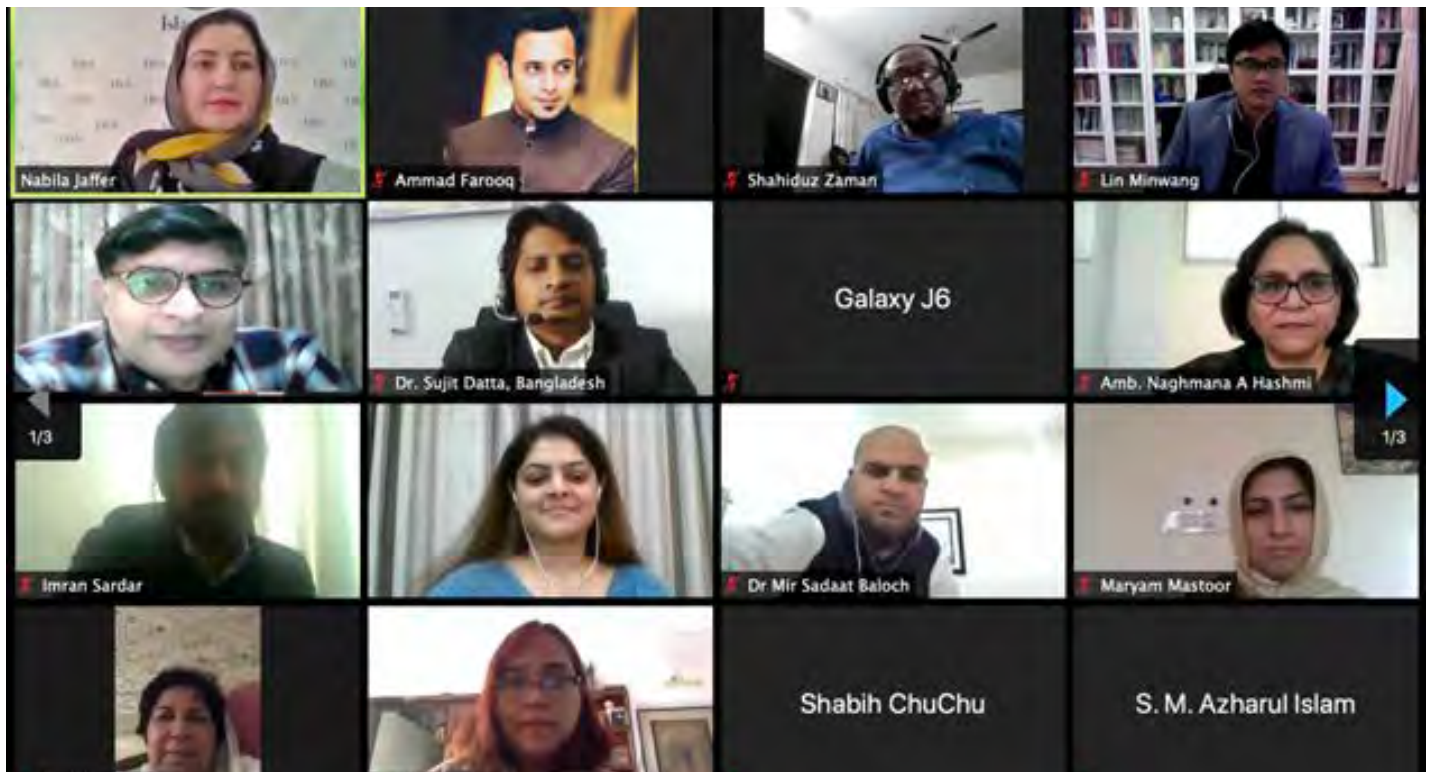 Nabila Jaffer
Ammad Farooq
Shahiduz Zaman
Lin Minwang
Dr. Sujit Datta, Bangladesh
Galaxy J6
Amb. Naghmana A Hashmi
1/3
1/3
Imran Sardar
Dr Mir Sadaat Baloch
Maryam Mastoor
Shabih ChuChu
S. M. Azharul Islam